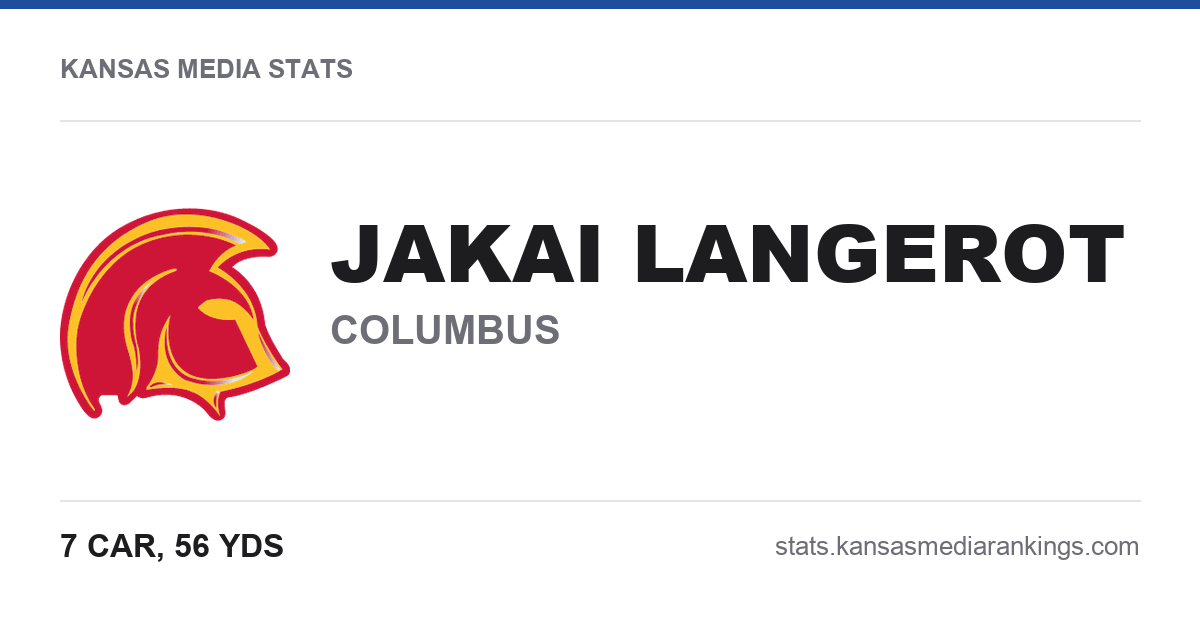 KANSAS MEDIA STATS
JAKAI LANGEROT
COLUMBUS
7 CAR, 56 YDS
stats.kansasmediarankings.com